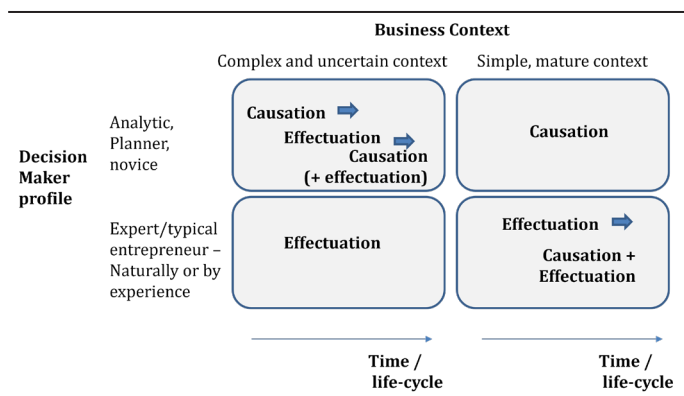 Business Context
Complex and uncertain context
Simple, mature context
Decision
Maker
profile
Analytic,
Planner,
novice
Causation
Effectuation
Causation
(+ effectuation)
Causation
Expert/typical
entrepreneur –
Naturally or by
experience
Effectuation
Effectuation
Causation +
Effectuation
Time /
life-cycle
Time /
life-cycle